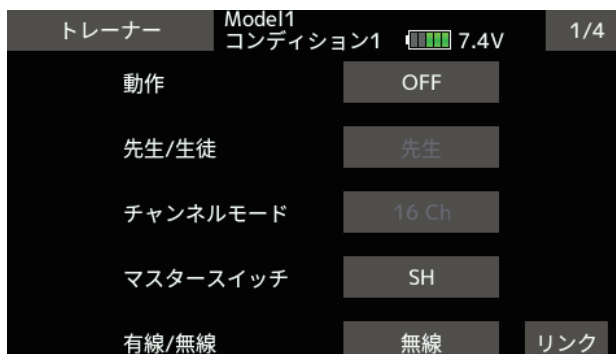 トレーナー
Model1
コンディション1 7.4V
1/4
動作 OFF
先生/生徒 先生
チャンネルモード 16 Ch
マスタースイッチ SH
有線/無線 無線 リンク